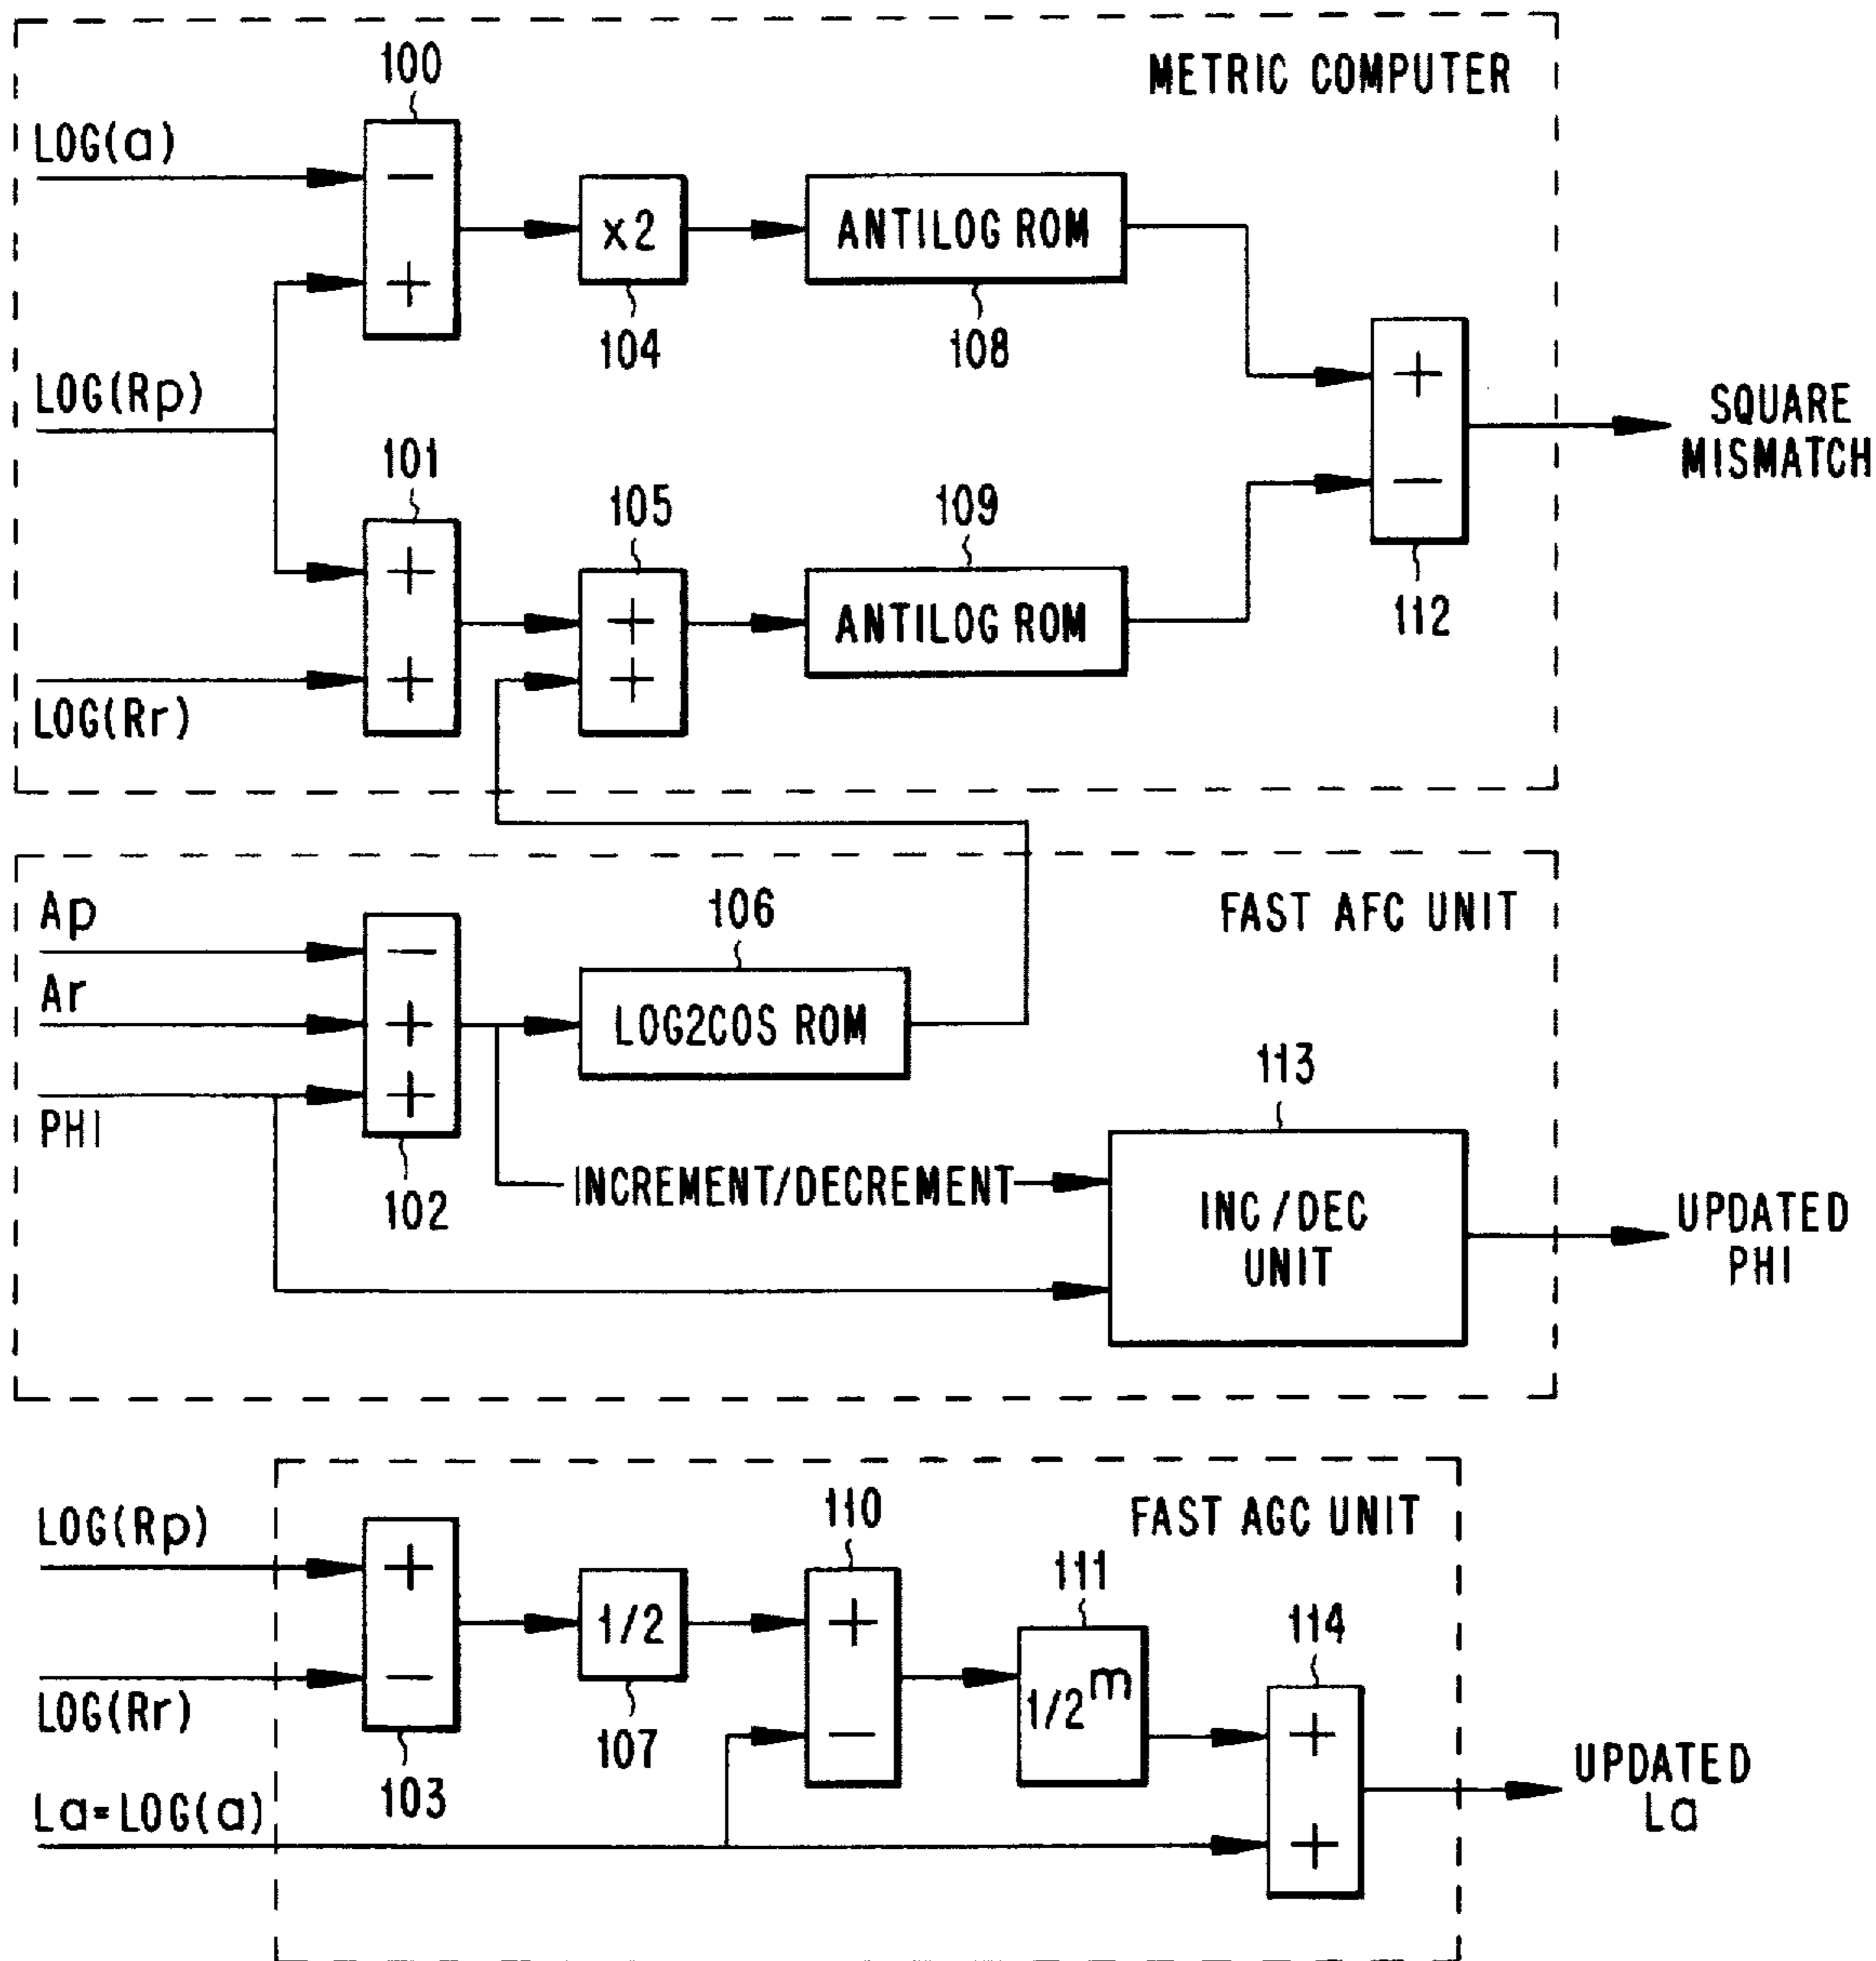 METRIC COMPUTER
100
LOG(a)
−
+
x2
104
ANTILOG ROM
108
LOG(Rp)
+
−
112
SQUARE
MISMATCH
101
+
+
105
+
+
109
ANTILOG ROM
LOG(Rr)
FAST AFC UNIT
Ap
−
Ar
+
PHI
+
102
106
LOG2COS ROM
INCREMENT/DECREMENT
113
INC/DEC
UNIT
UPDATED
PHI
FAST AGC UNIT
LOG(Rp)
+
LOG(Rr)
−
103
1/2
107
110
+
−
111
1/2m
114
+
+
La=LOG(a)
UPDATED
La